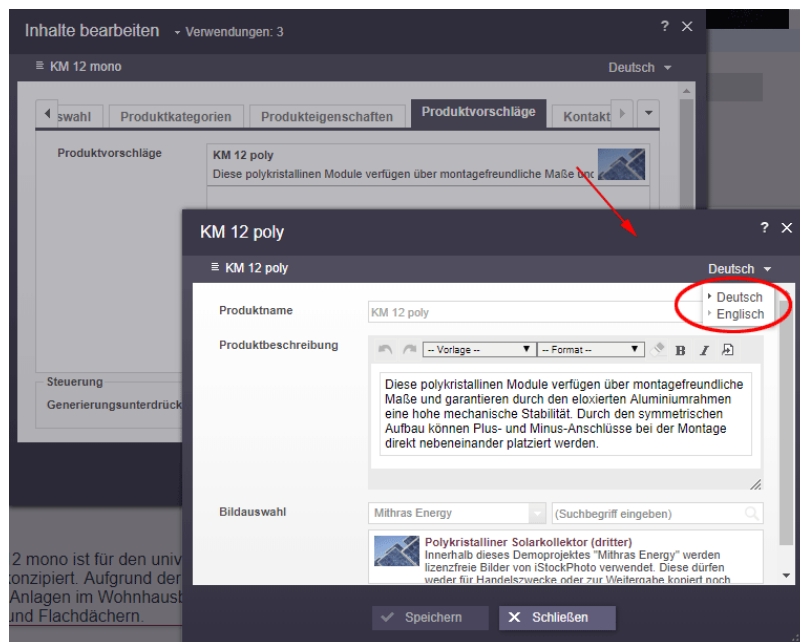 Inhalte bearbeiten Verwendungen: 3 ?
KM 12 mono Deutsch
swahl Produktkategorien Produkteigenschaften Produktvorschläge Kontakt
Produktvorschläge
KM 12 poly
Diese polykristallinen Module verfügen über montagefreundliche Maße und
KM 12 poly ?
KM 12 poly Deutsch
Deutsch
Englisch
Produktname KM 12 poly
Produktbeschreibung -- Vorlage -- -- Format -- B I
Diese polykristallinen Module verfügen über montagefreundliche
Maße und garantieren durch den eloxierten Aluminiumrahmen
eine hohe mechanische Stabilität. Durch den symmetrischen
Aufbau können Plus- und Minus-Anschlüsse bei der Montage
direkt nebeneinander platziert werden.
Steuerung
Generierungsunterdrück
Bildauswahl Mithras Energy (Suchbegriff eingeben)
Polykristalliner Solarkollektor (dritter)
Innerhalb dieses Demoprojektes "Mithras Energy" werden
lizenzfreie Bilder von iStockPhoto verwendet. Diese dürfen
weder für Handelszwecke oder zur Weitergabe kopiert noch
Speichern X Schließen
2 mono ist für den univ
konzipiert. Aufgrund der
Anlagen im Wohnhausb
und Flachdächern.